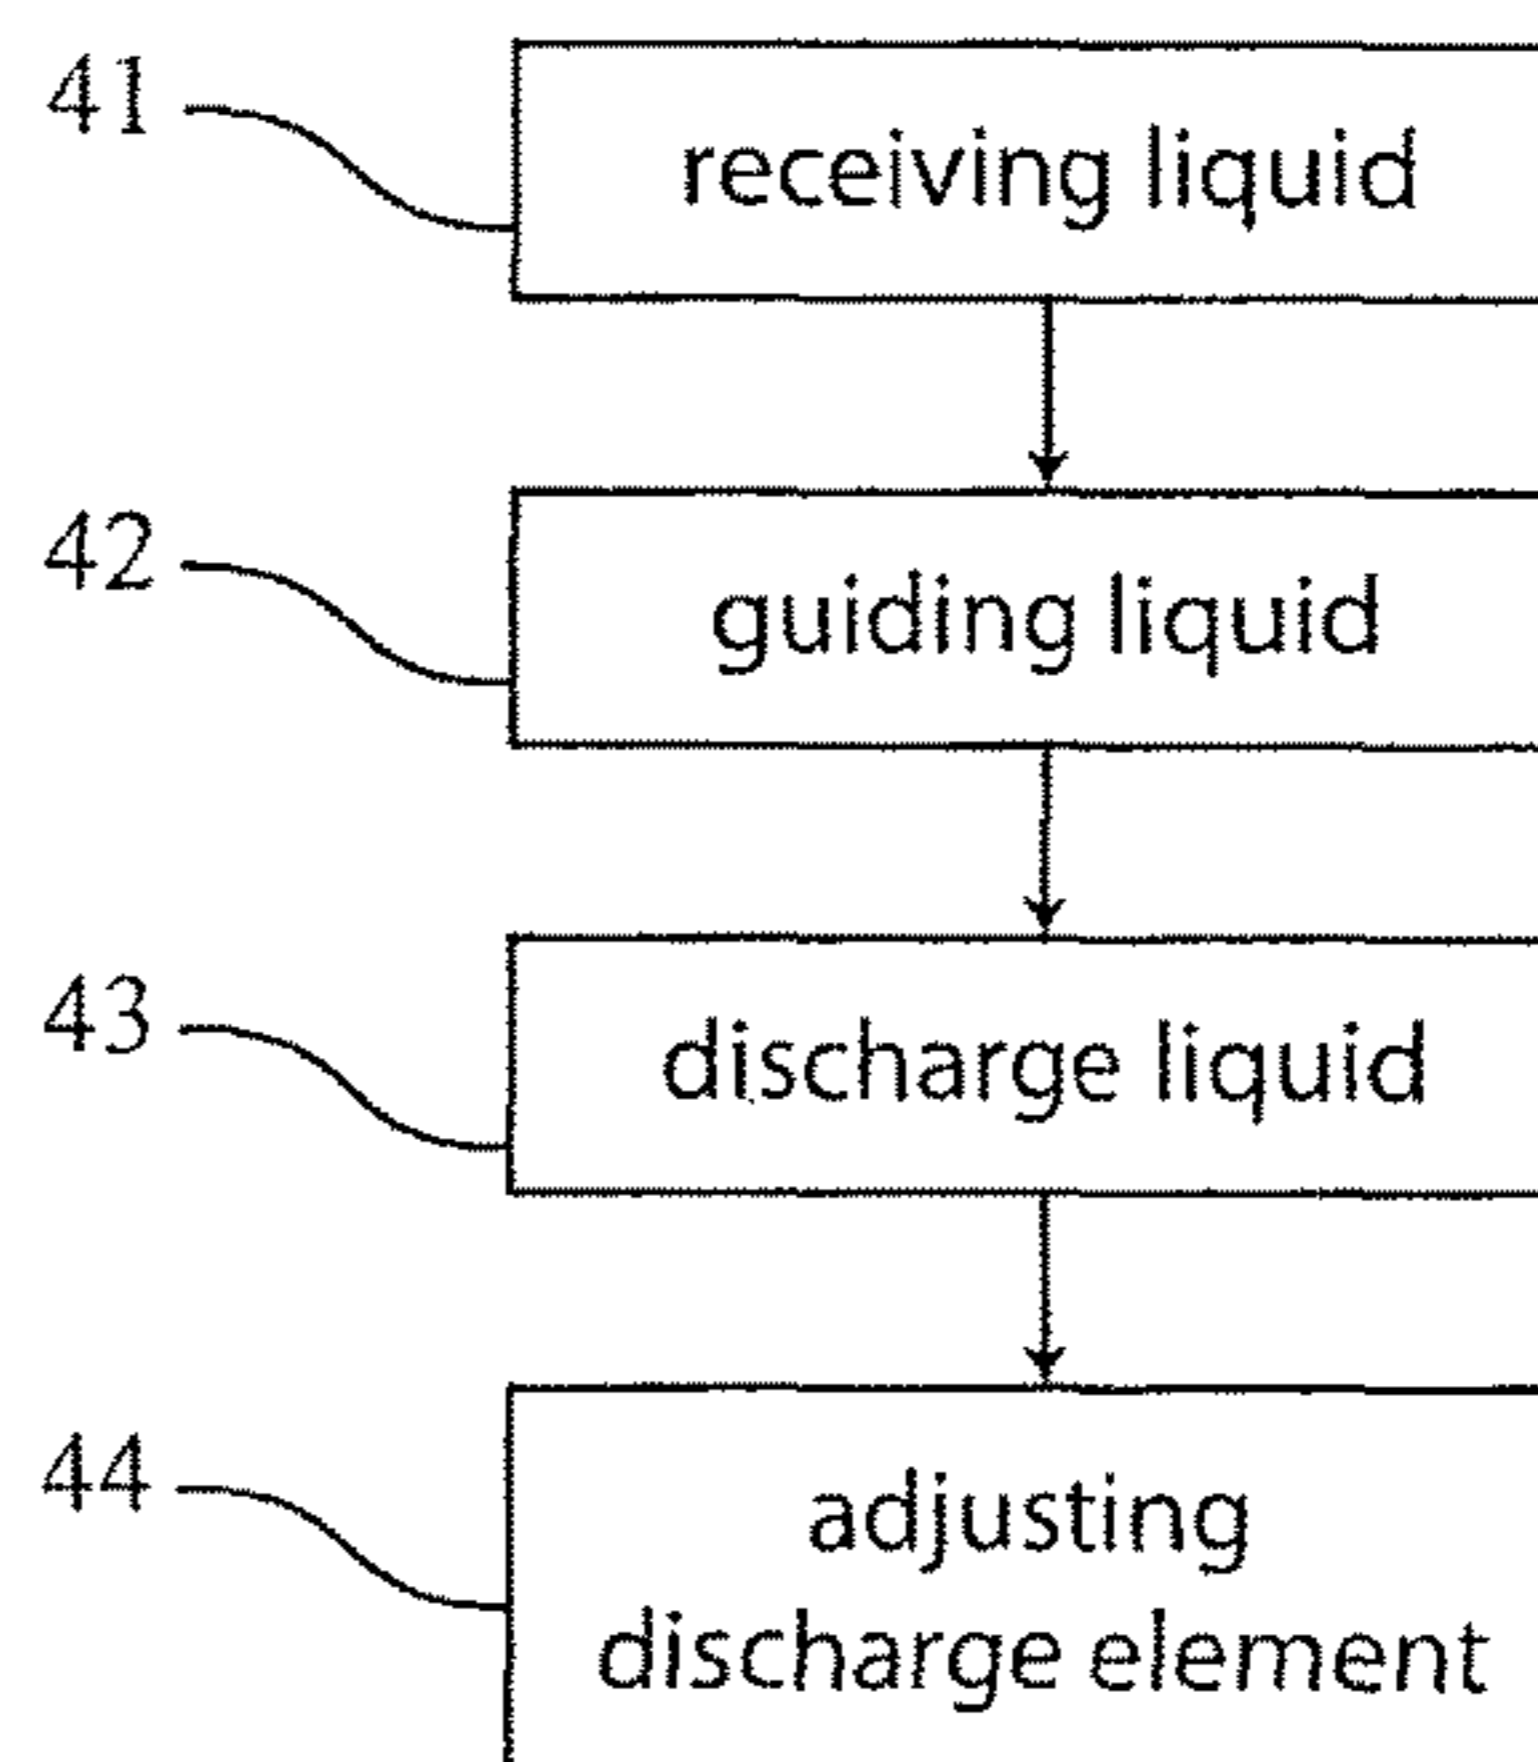 41
receiving liquid
42
guiding liquid
43
discharge liquid
44
adjusting
discharge element